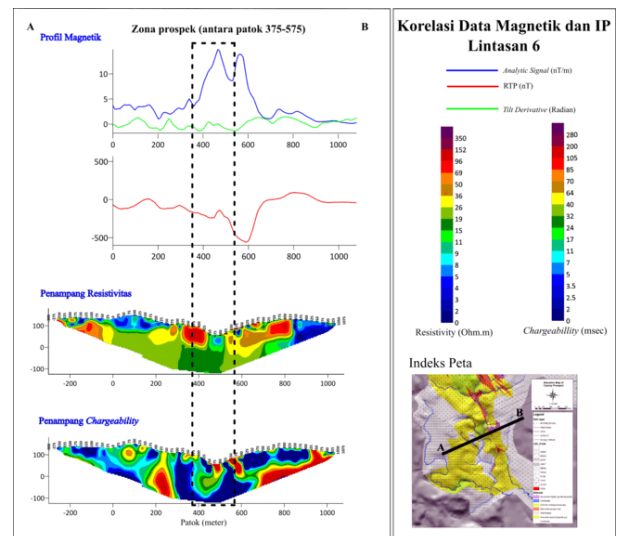 A
Zona prospek (antara patok 375-575)
B
Profil Magnetik
10
5
0
0 200 400 600 800 1000
500
0
-500
0 200 400 600 800 1000
Penampang Resistivitas
100
0
-100
-200 0 200 400 600 800 1000
Penampang Chargeability
100
0
-100
-200 0 200 400 600 800 1000
Patok (meter)
Korelasi Data Magnetik dan IP
Lintasan 6
Analytic Signal (nT/m)
RTP (nT)
Tilt Derivative (Radian)
350
152
96
69
50
36
26
19
15
11
9
7
5
4
3
2
2
0
Resistivity (Ohm.m)
280
200
105
85
70
64
40
32
24
17
11
7
5
3.5
2.5
2
0
Chargeabillity (msec)
Indeks Peta
A
B